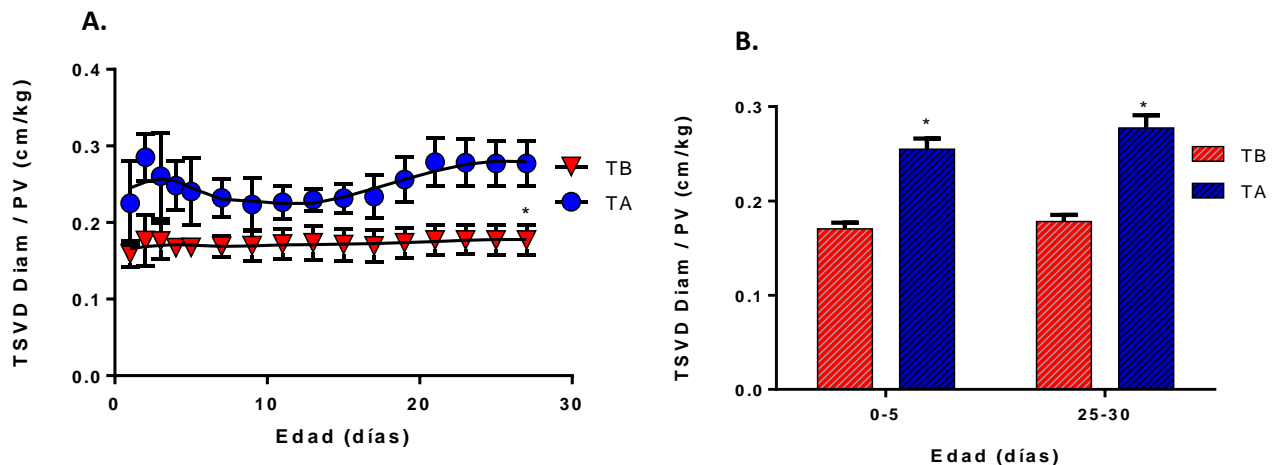 A.
TSVD Diam / PV (cm/kg)
0.4
0.3
0.2
0.1
0.0
*
0
10
20
30
Edad (días)
TB
TA
B.
TSVD Diam / PV (cm/kg)
0.3
0.2
0.1
0.0
*
*
0-5
25-30
Edad (días)
TB
TA